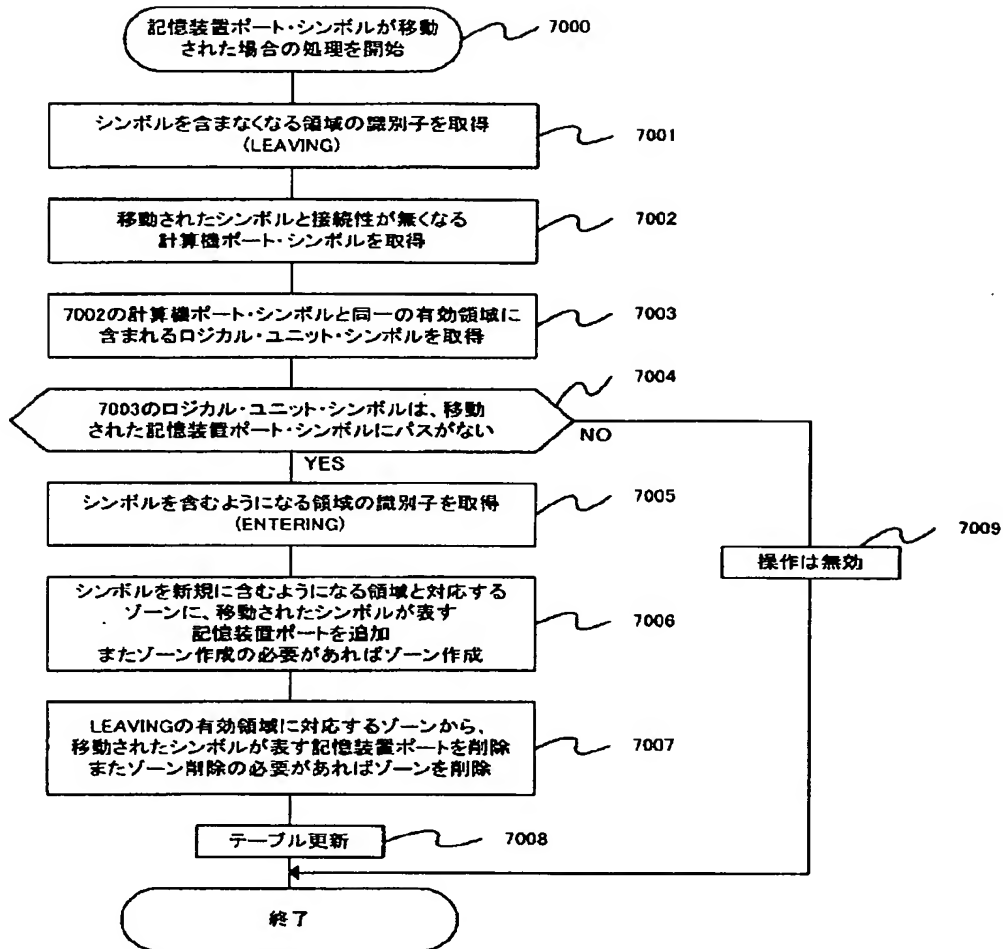 記憶装置ポート・シンボルが移動
された場合の処理を開始
7000
シンボルを含まなくなる領域の識別子を取得
(LEAVING)
7001
移動されたシンボルと接続性が無くなる
計算機ポート・シンボルを取得
7002
7002の計算機ポート・シンボルと同一の有効領域に
含まれるロジカル・ユニット・シンボルを取得
7003
7004
7003のロジカル・ユニット・シンボルは、移動
された記憶装置ポート・シンボルにパスがない
NO
YES
シンボルを含むようになる領域の識別子を取得
(ENTERING)
7005
7009
操作は無効
シンボルを新規に含むようになる領域と対応する
ゾーンに、移動されたシンボルが表す
記憶装置ポートを追加
またゾーン作成の必要があればゾーン作成
7006
LEAVINGの有効領域に対応するゾーンから、
移動されたシンボルが表す記憶装置ポートを削除
またゾーン削除の必要があればゾーンを削除
7007
テーブル更新
7008
終了